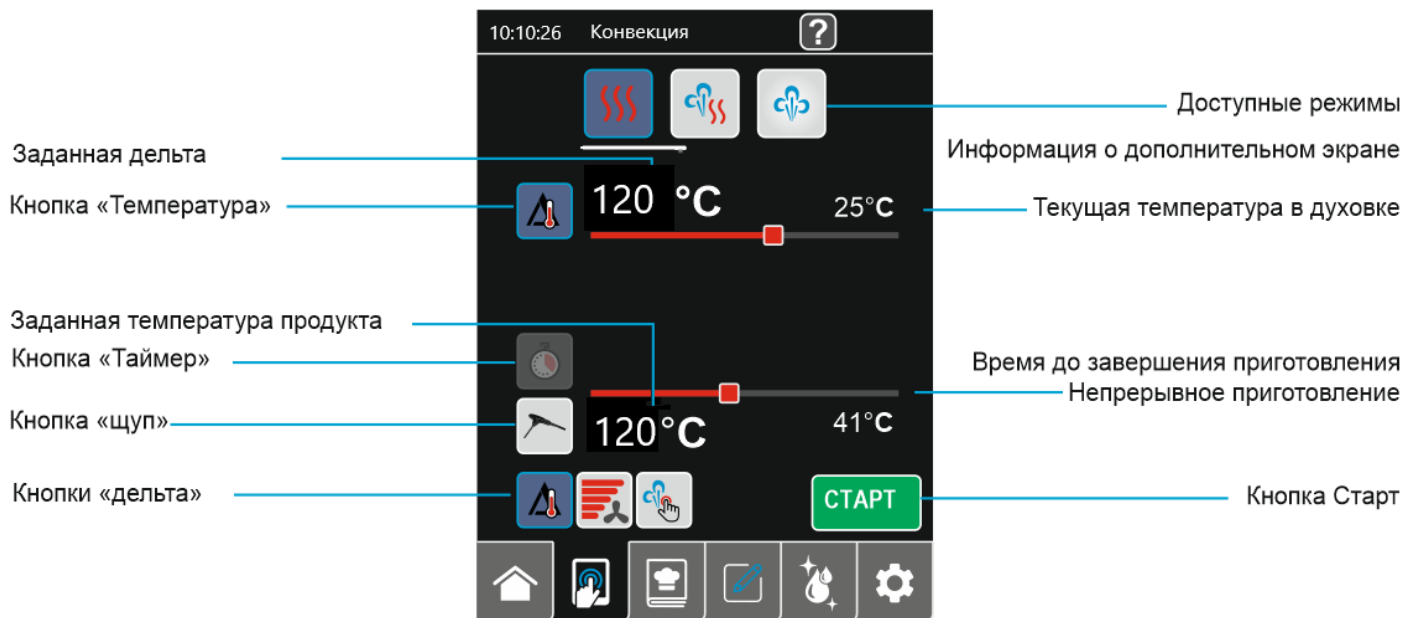 10:10:26 Конвекция ?
Доступные режимы
Заданная дельта
Информация о дополнительном экране
Кнопка «Температура»
120 °C
25°C
Текущая температура в духовке
Заданная температура продукта
Кнопка «Таймер»
Время до завершения приготовления
Непрерывное приготовление
Кнопка «щуп»
120°C
41°C
Кнопки «дельта»
СТАРТ
Кнопка Старт